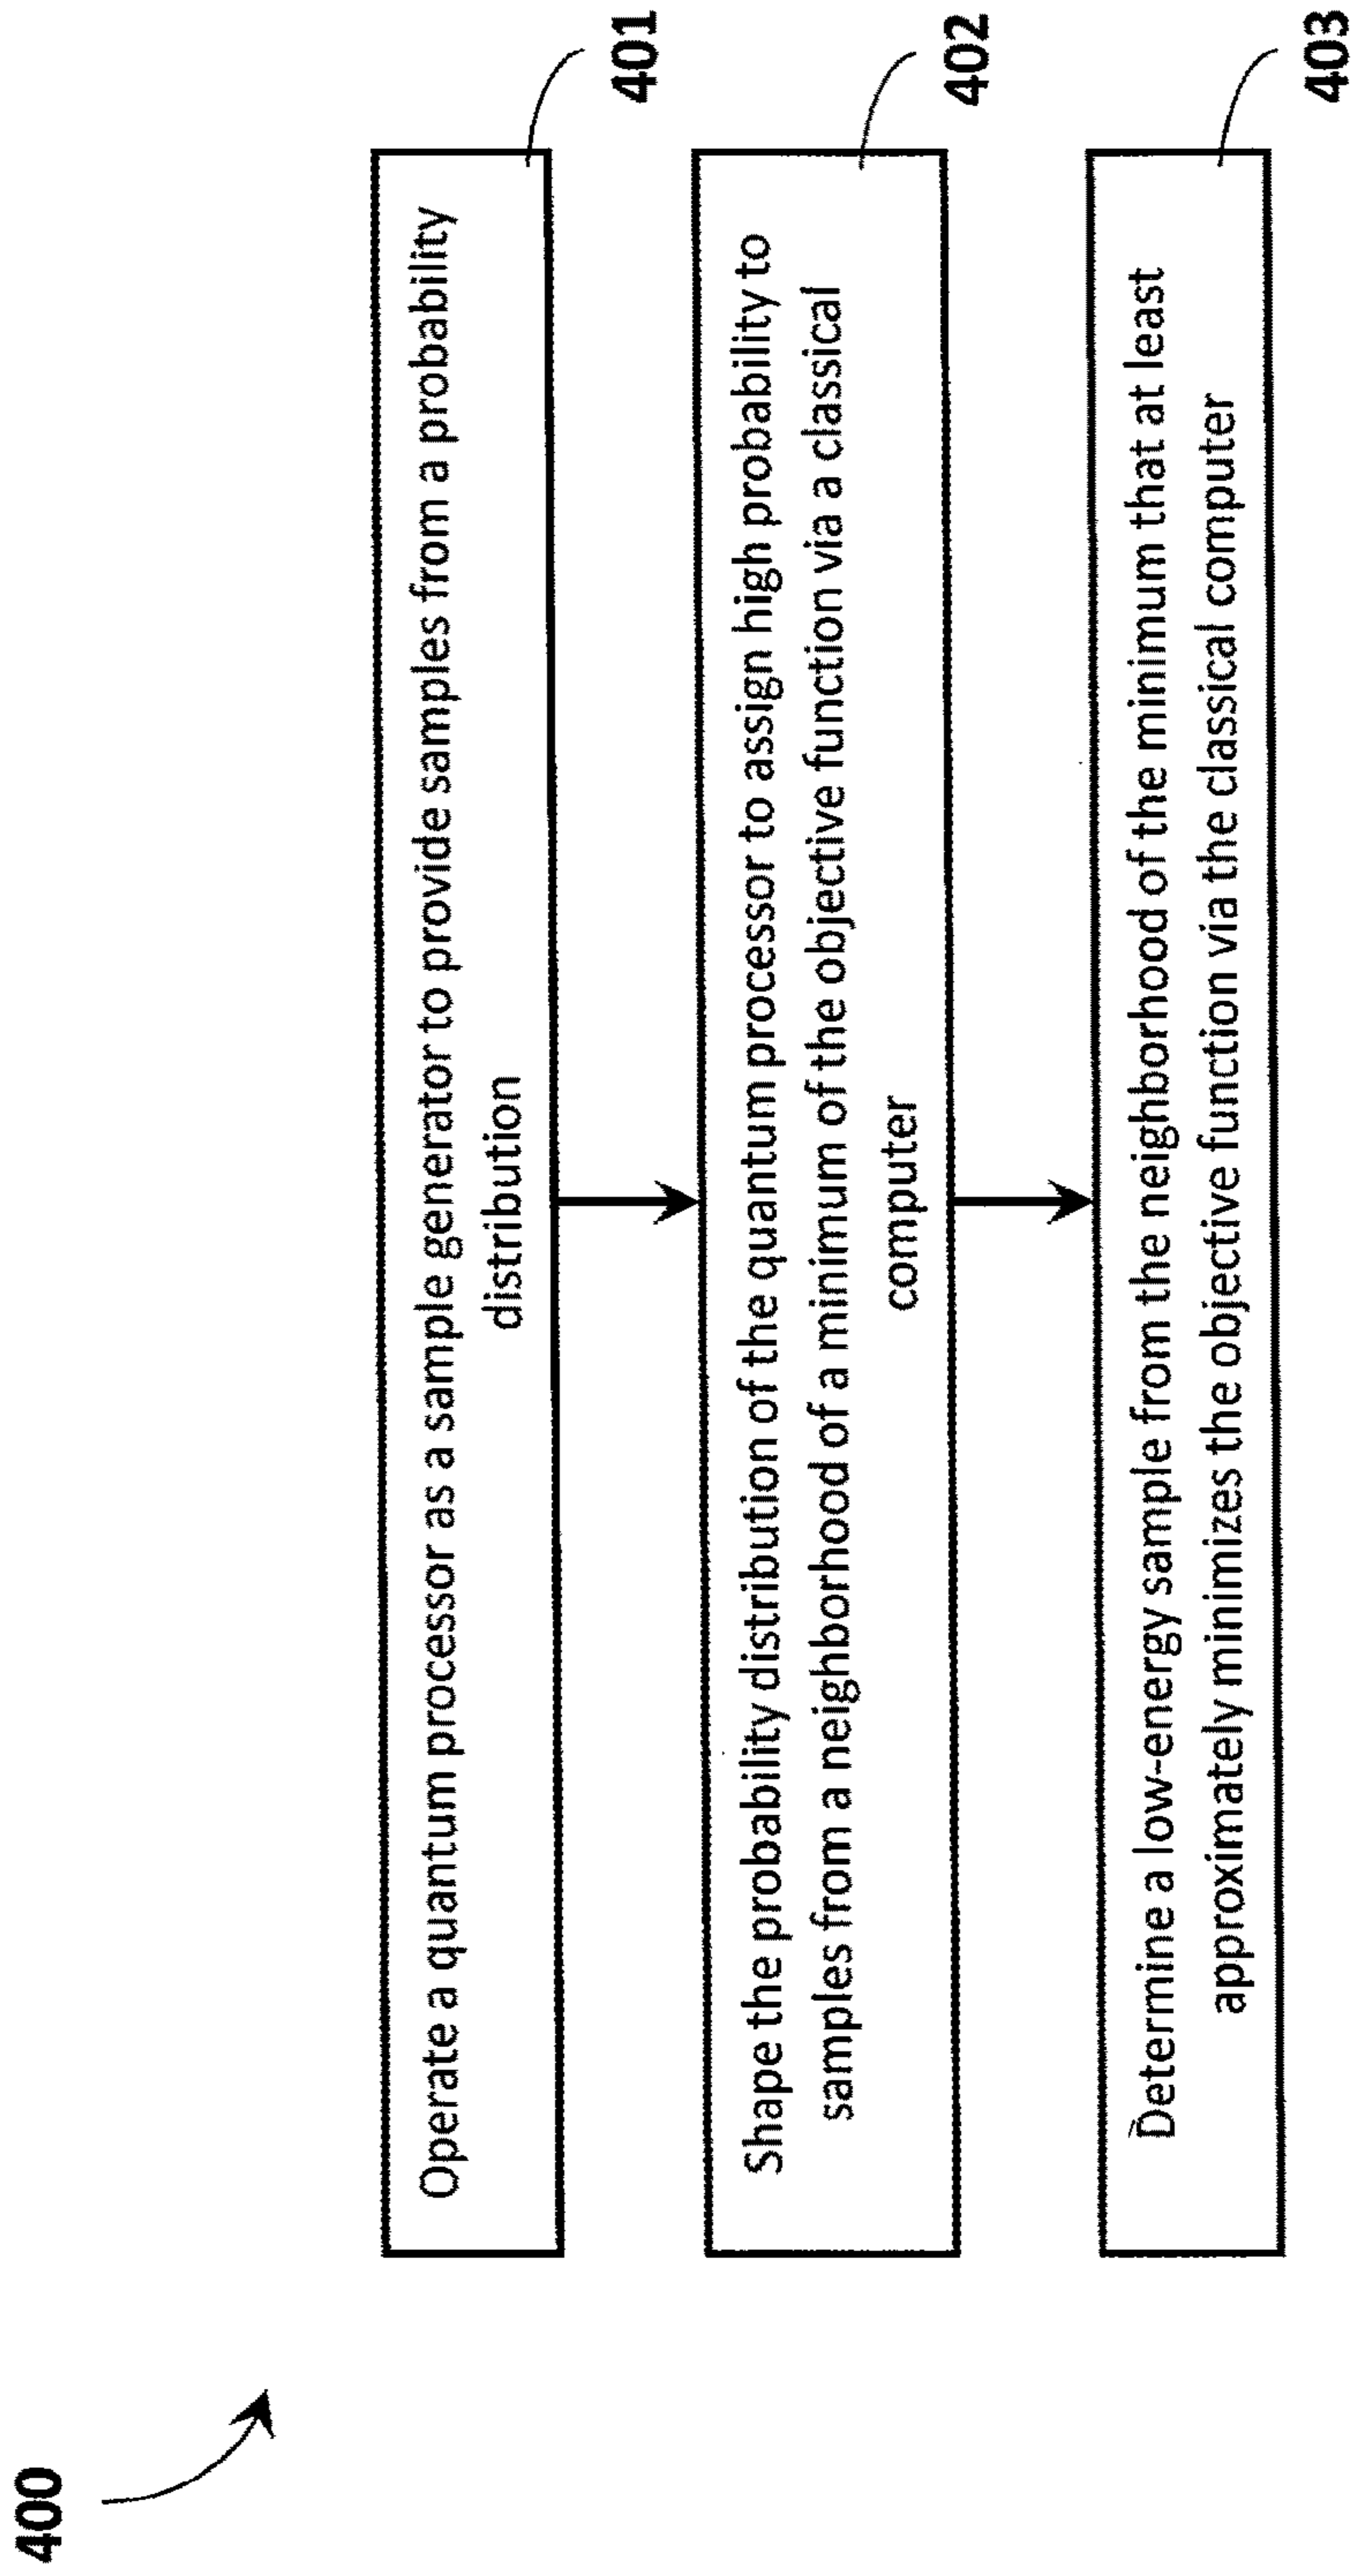 400
Operate a quantum processor as a sample generator to provide samples from a probability
distribution
401
Shape the probability distribution of the quantum processor to assign high probability to
samples from a neighborhood of a minimum of the objective function via a classical
computer
402
Determine a low-energy sample from the neighborhood of the minimum that at least
approximately minimizes the objective function via the classical computer
403